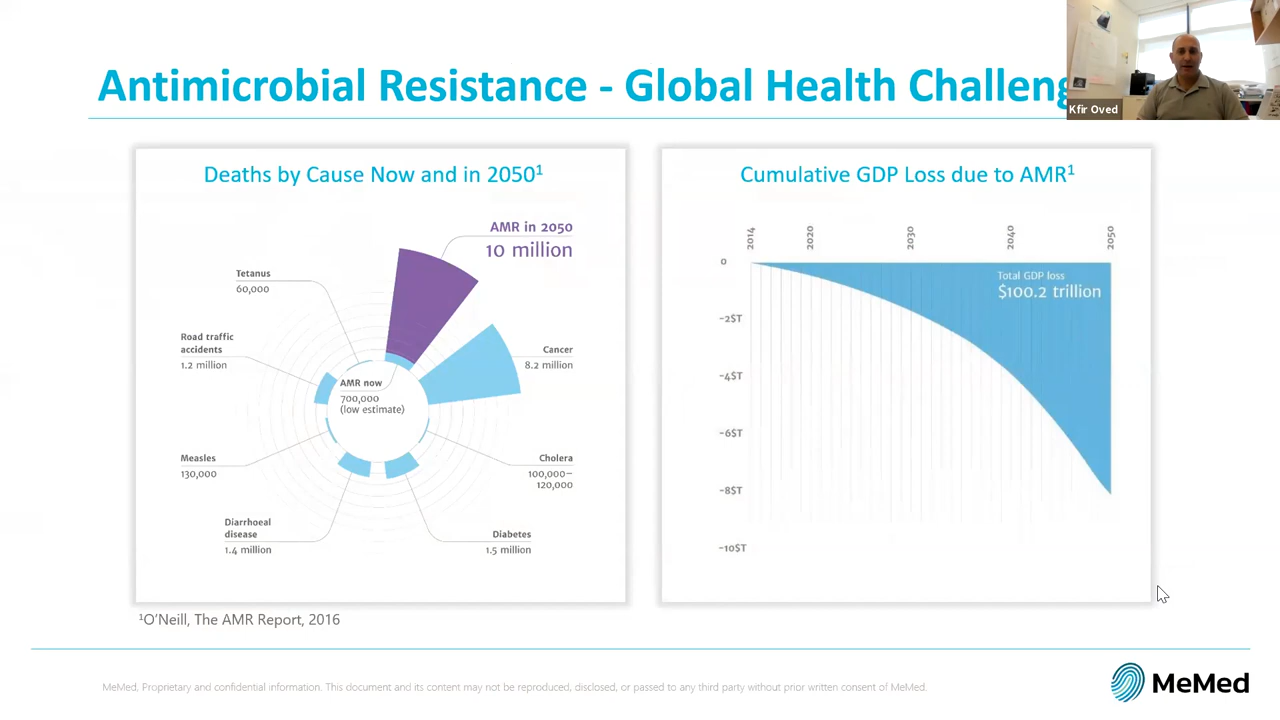 Antimicrobial Resistance - Global Health Challeng
Kfir Oved
Deaths by Cause Now and in 2050¹
AMR in 2050
10 million
Tetanus
60,000
Road traffic
accidents
1.2 million
Cancer
8.2 million
AMR now
700,000
(low estimate)
Measles
130,000
Cholera
100,000–
120,000
Diarrhoeal
disease
1.4 million
Diabetes
1.5 million
Cumulative GDP Loss due to AMR¹
2014
2020
2030
2040
2050
0
Total GDP loss
$100.2 trillion
-2$T
-4$T
-6$T
-8$T
-10$T
¹O’Neill, The AMR Report, 2016
MeMed, Proprietary and confidential information. This document and its content may not be reproduced, disclosed, or passed to any third party without prior written consent of MeMed.
MeMed